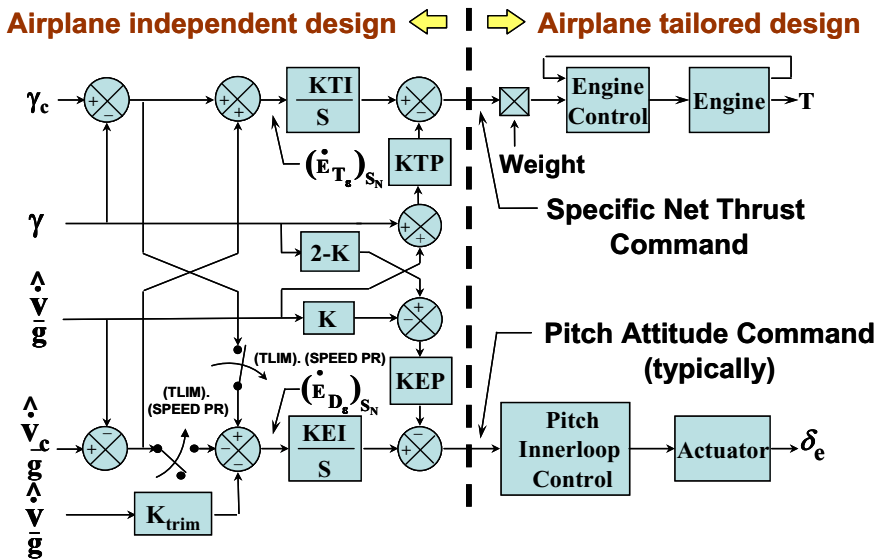 Airplane independent design
Airplane tailored design
γc
+
−
+
+
KTI
S
+
−
Engine
Control
Engine
T
(ĖTε)SN
KTP
Weight
γ
+
+
Specific Net Thrust
Command
2-K
v̇̂
g
K
+
−
Pitch Attitude Command
(typically)
(TLIM). (SPEED PR)
(TLIM).
(SPEED PR)
(ĖDε)SN
KEP
v̇̂c
g
+
−
+
−
−
KEI
S
+
−
Pitch
Innerloop
Control
Actuator
δe
v̇̂
g
Ktrim